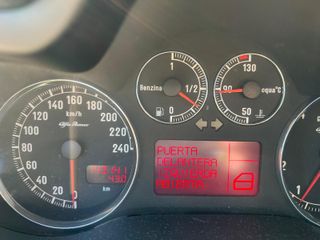 1
1/2
0
Benzina
130
90
50
acqua°C
160
140
180
120
200
100
220
80
240
60
40
20
0
km/h
Alfa Romeo
km
PUERTA
DELANTERA
IZQUIERDA
ABIERTA
1